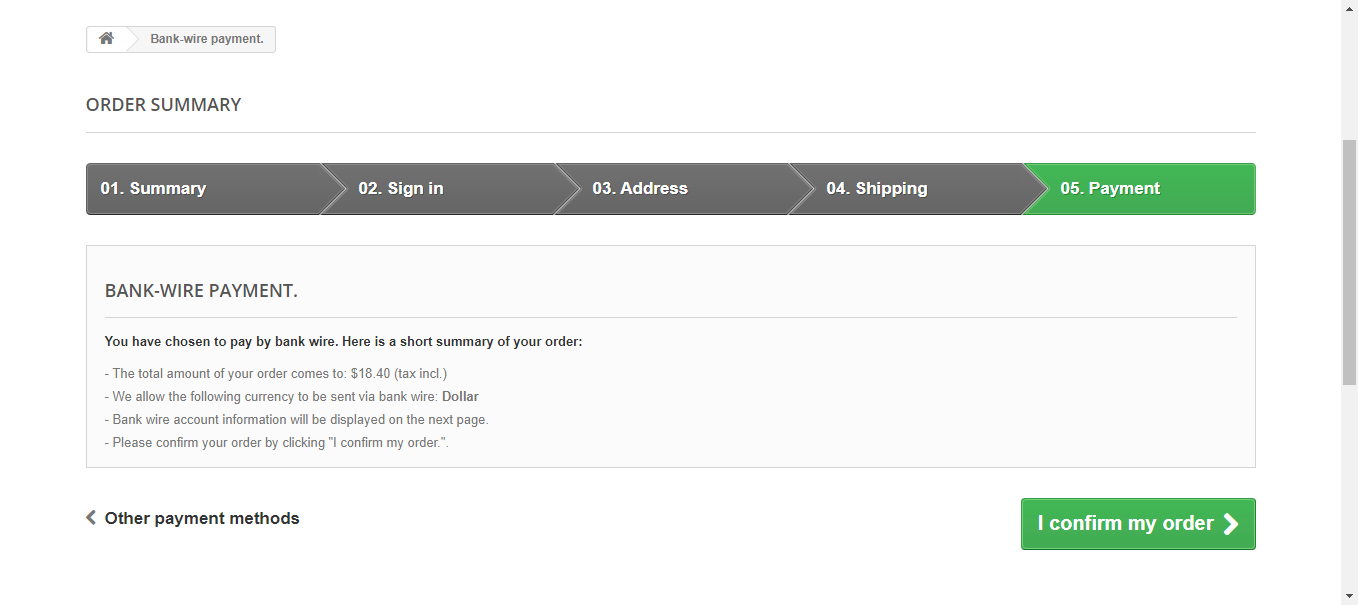 Bank-wire payment.
ORDER SUMMARY
01. Summary 02. Sign in 03. Address 04. Shipping 05. Payment
BANK-WIRE PAYMENT.
You have chosen to pay by bank wire. Here is a short summary of your order:
- The total amount of your order comes to: $18.40 (tax incl.)
- We allow the following currency to be sent via bank wire: Dollar
- Bank wire account information will be displayed on the next page.
- Please confirm your order by clicking "I confirm my order.".
Other payment methods
I confirm my order